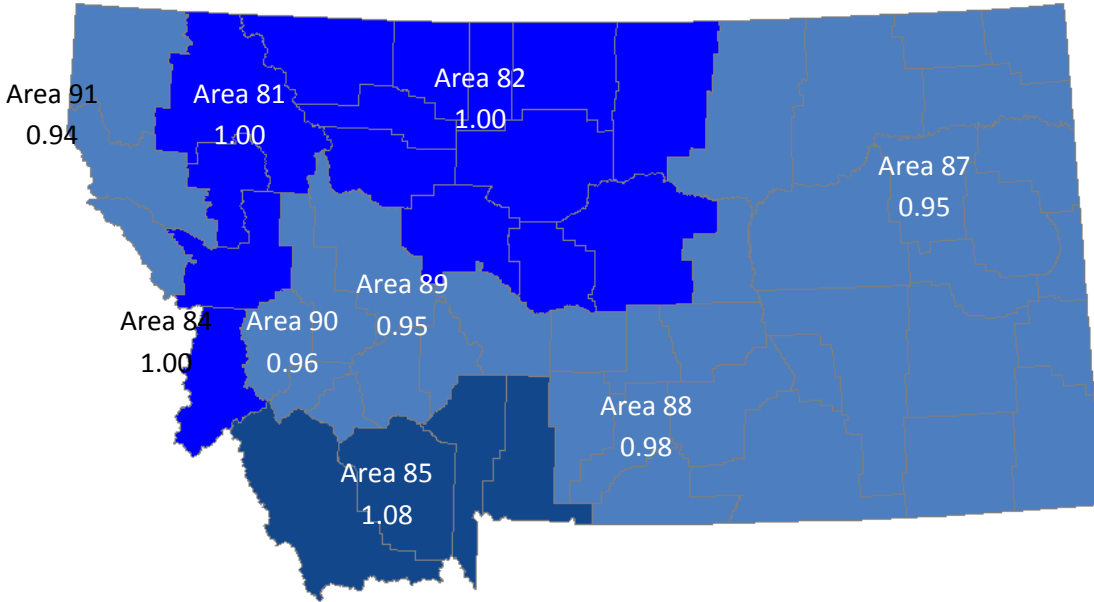 Area 91
0.94
Area 81
1.00
Area 82
1.00
Area 87
0.95
Area 84
1.00
Area 90
0.96
Area 89
0.95
Area 88
0.98
Area 85
1.08